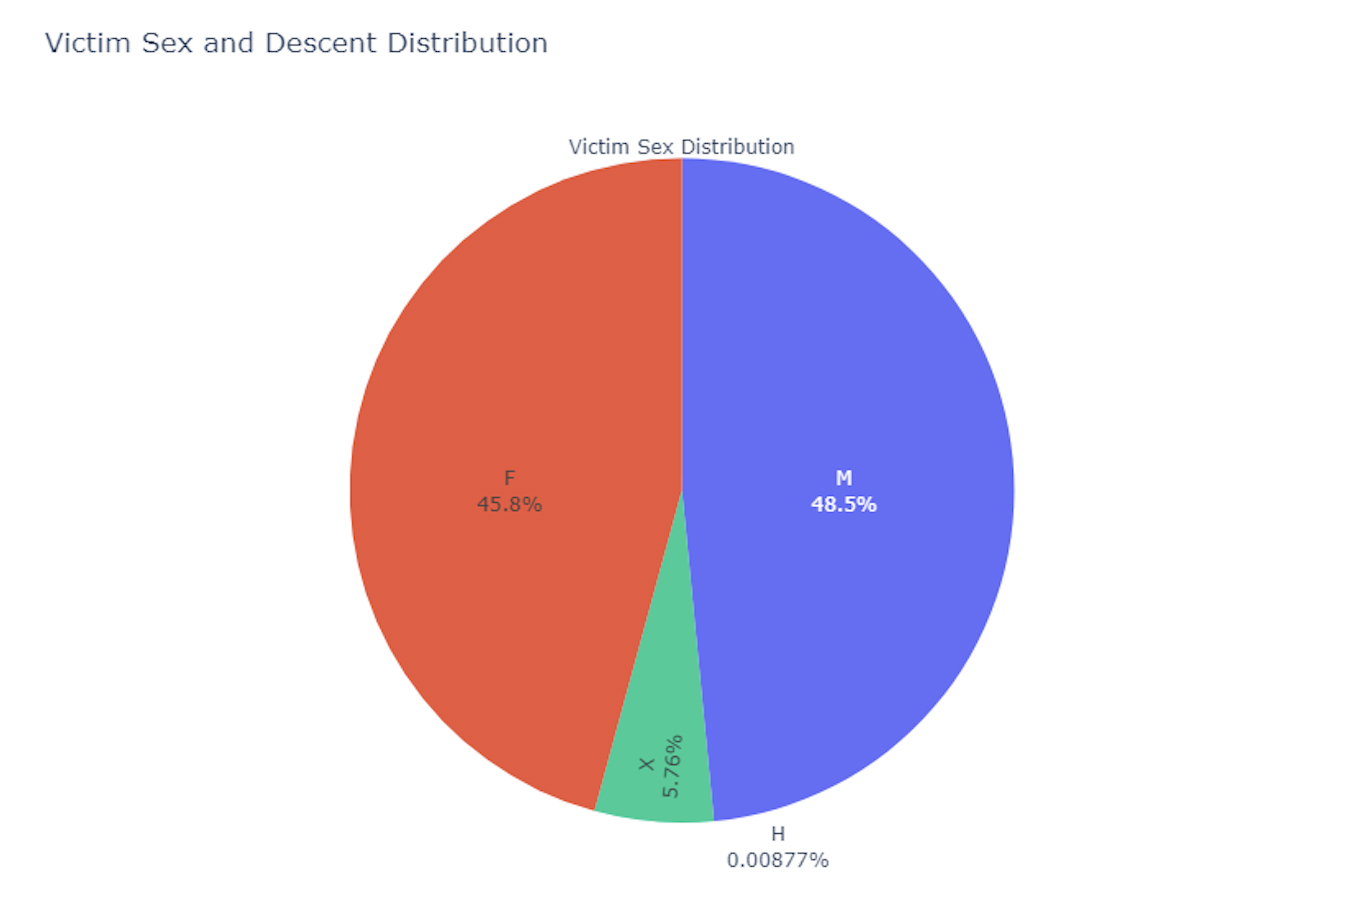 Victim Sex and Descent Distribution
Victim Sex Distribution
F
45.8%
M
48.5%
X
5.76%
H
0.00877%